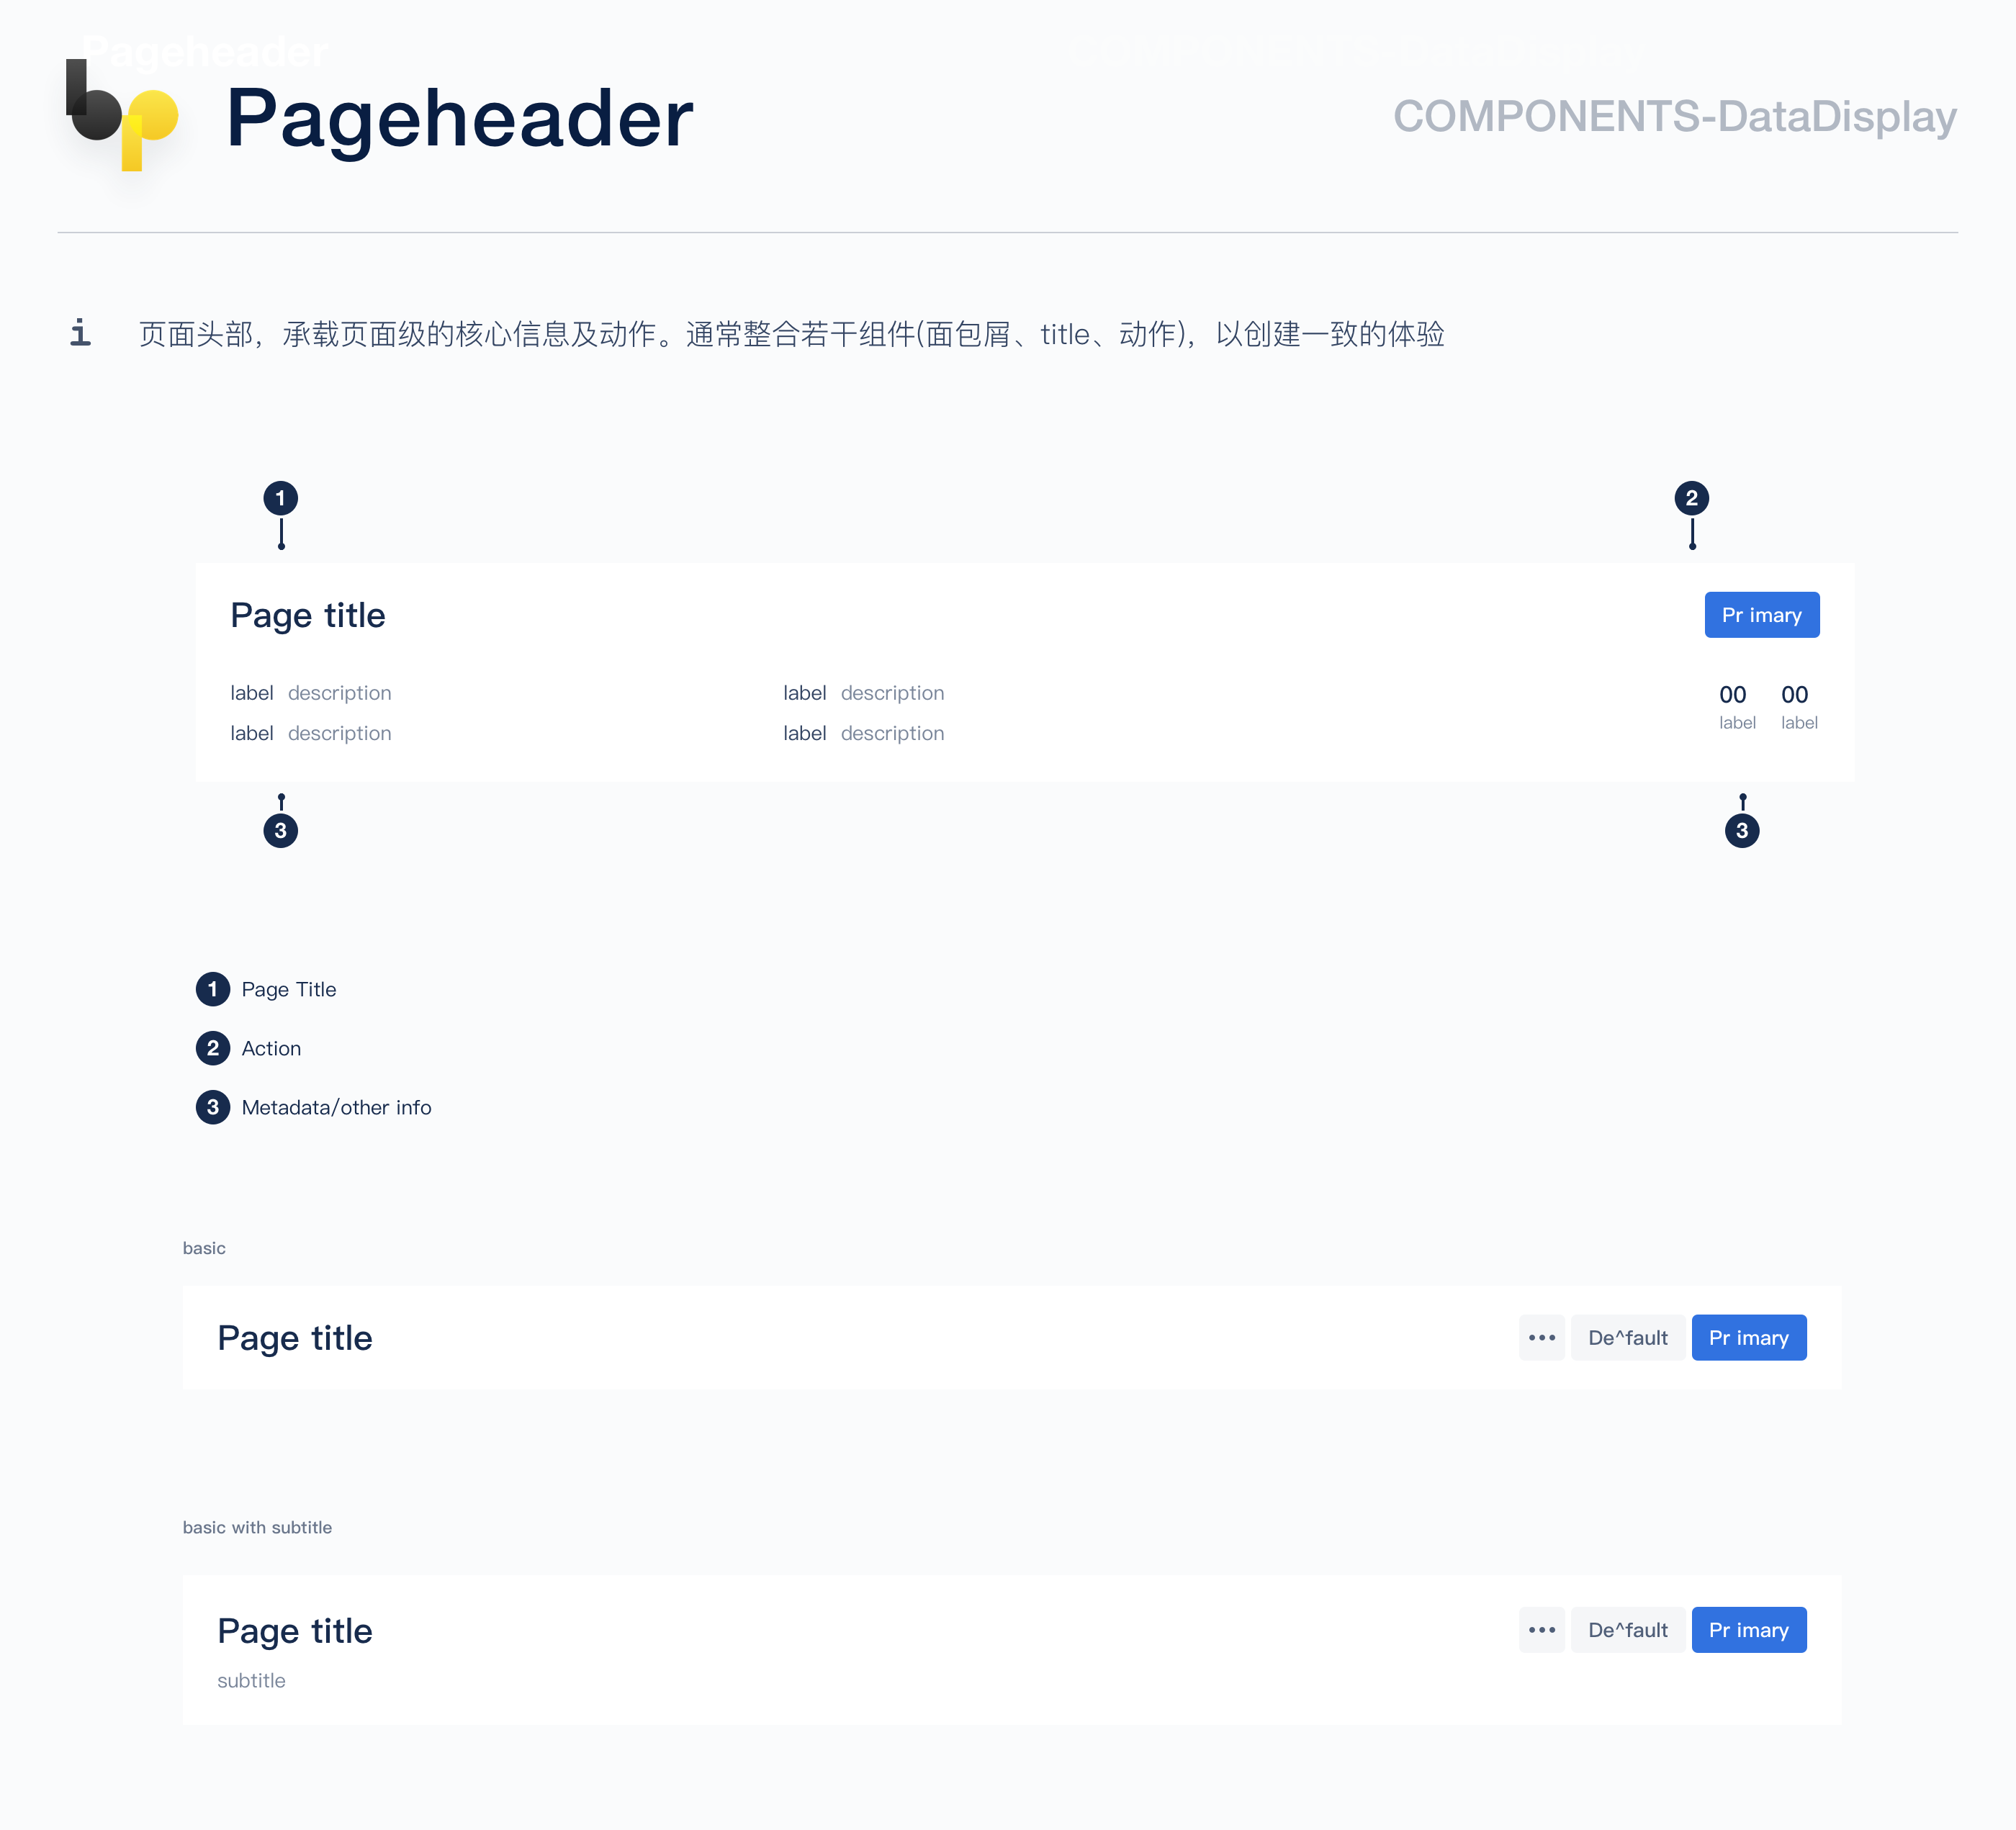 Pageheader
Pageheader
COMPONENTS-DataDisplay
i 页面头部，承载页面级的核心信息及动作。通常整合若干组件(面包屑、title、动作)，以创建一致的体验
1 2
Page title Pr imary
label description label description 00 00
label description label description label label
3 3
1 Page Title
2 Action
3 Metadata/other info
basic
Page title ••• De^fault Pr imary
basic with subtitle
Page title ••• De^fault Pr imary
subtitle